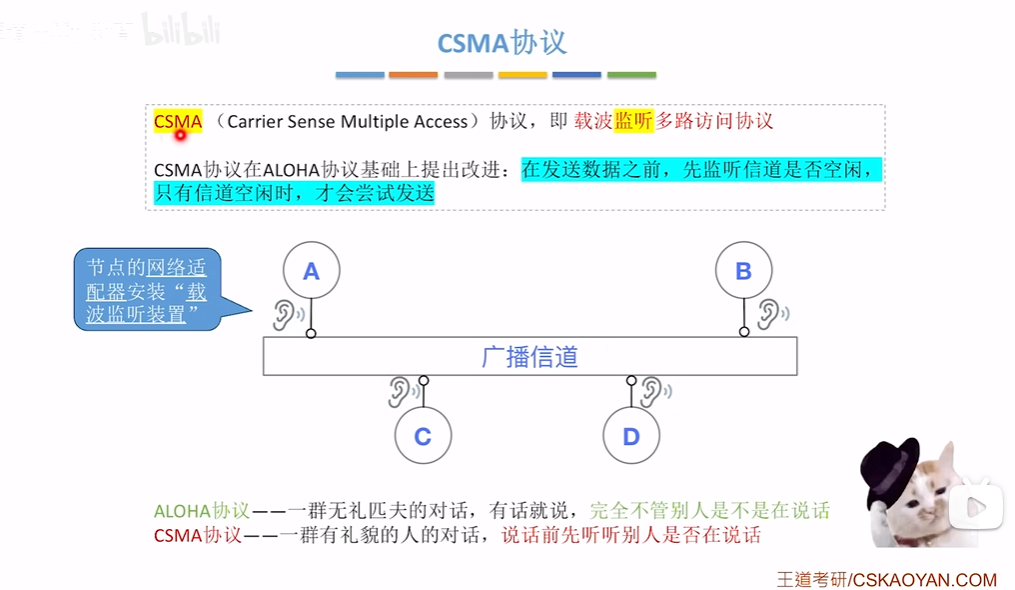 bilibili
CSMA协议
CSMA（Carrier Sense Multiple Access）协议，即 载波监听多路访问协议
CSMA协议在ALOHA协议基础上提出改进：在发送数据之前，先监听信道是否空闲，
只有信道空闲时，才会尝试发送
节点的网络适
配器安装“载
波监听装置”
A
B
广播信道
C
D
ALOHA协议——一群无礼匹夫的对话，有话就说，完全不管别人是不是在说话
CSMA协议——一群有礼貌的人的对话，说话前先听听别人是否在说话
王道考研/CSKAOYAN.COM